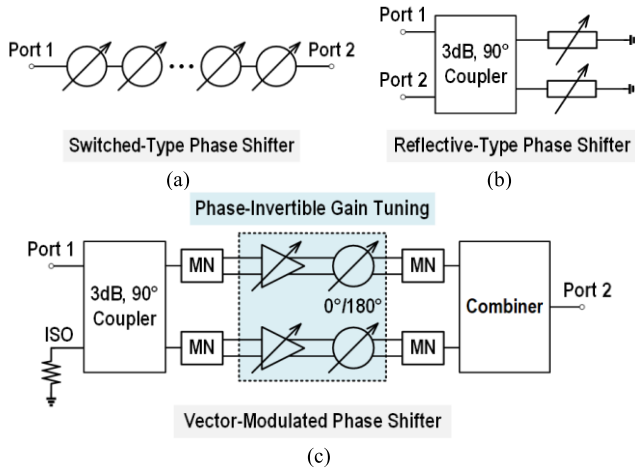 Port 1
Port 2
Switched-Type Phase Shifter
(a)
Port 1
3dB, 90°
Coupler
Port 2
Reflective-Type Phase Shifter
(b)
Phase-Invertible Gain Tuning
Port 1
3dB, 90°
Coupler
ISO
MN
MN
0°/180°
MN
MN
Combiner
Port 2
Vector-Modulated Phase Shifter
(c)